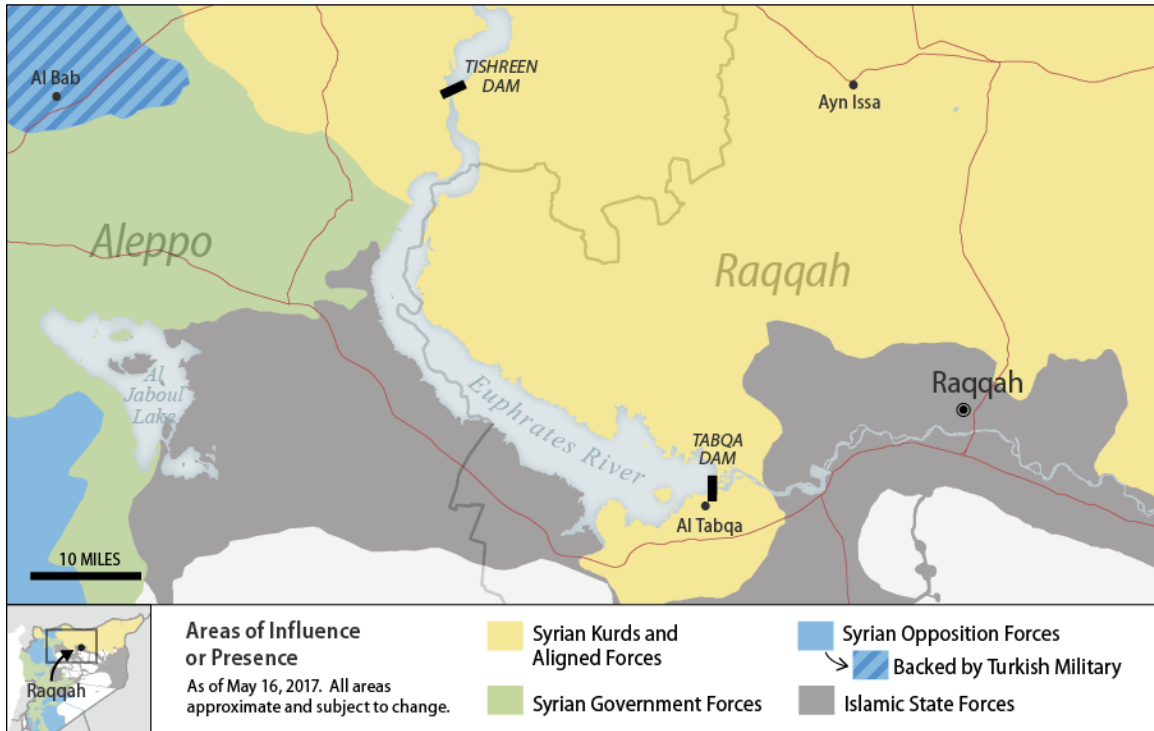 TISHREEN
DAM
Al Bab
Ayn Issa
Aleppo
Raqqah
Al
Jaboul
Lake
Euphrates River
Raqqah
TABQA
DAM
Al Tabqa
10 MILES
Raqqah
Areas of Influence
or Presence
As of May 16, 2017. All areas
approximate and subject to change.
Syrian Kurds and
Aligned Forces
Syrian Government Forces
Syrian Opposition Forces
Backed by Turkish Military
Islamic State Forces